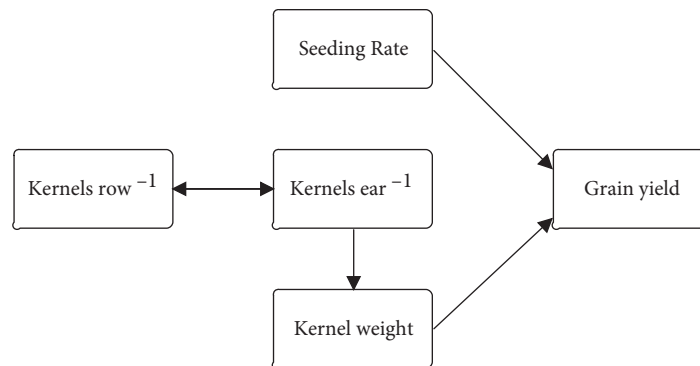 Seeding Rate
Kernels row ⁻¹
Kernels ear ⁻¹
Grain yield
Kernel weight